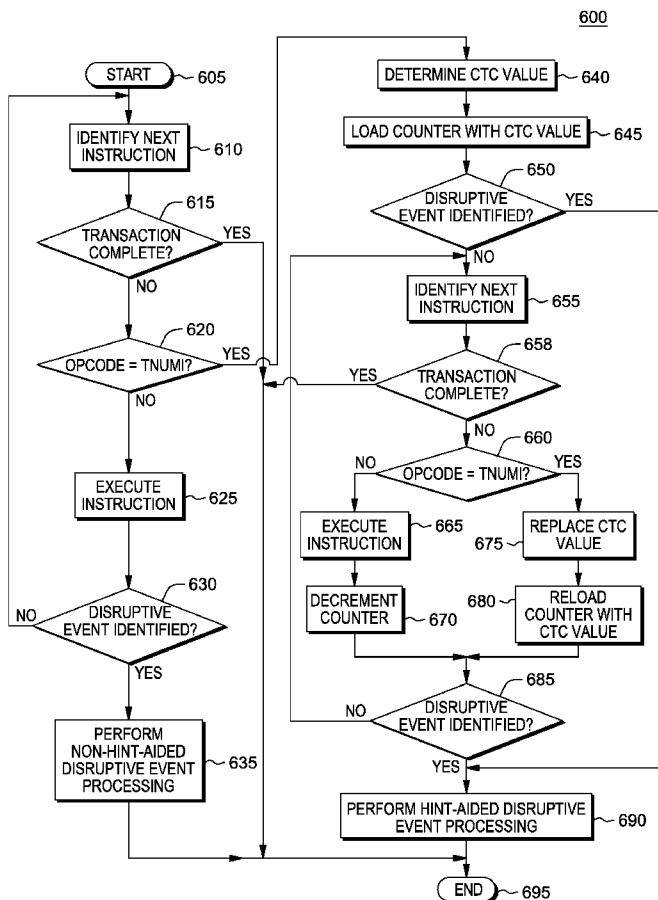 600
START
605
IDENTIFY NEXT
INSTRUCTION
610
615
TRANSACTION
COMPLETE?
YES
NO
620
OPCODE = TNUMI?
YES
NO
EXECUTE
INSTRUCTION
625
630
DISRUPTIVE
EVENT IDENTIFIED?
NO
YES
PERFORM
NON-HINT-AIDED
DISRUPTIVE EVENT
PROCESSING
635
DETERMINE CTC VALUE
640
LOAD COUNTER WITH CTC VALUE
645
650
DISRUPTIVE
EVENT IDENTIFIED?
YES
NO
IDENTIFY NEXT
INSTRUCTION
655
658
TRANSACTION
COMPLETE?
YES
NO
660
OPCODE = TNUMI?
NO
YES
EXECUTE
INSTRUCTION
665
DECREMENT
COUNTER
670
REPLACE CTC
VALUE
675
RELOAD
COUNTER WITH
CTC VALUE
680
685
DISRUPTIVE
EVENT IDENTIFIED?
NO
YES
PERFORM HINT-AIDED DISRUPTIVE
EVENT PROCESSING
690
END
695